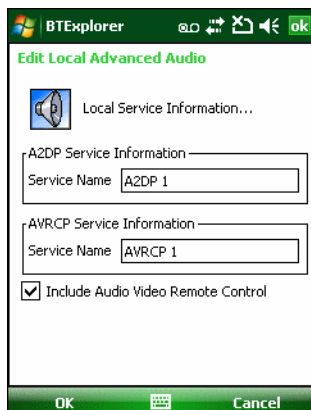 BTExplorer ok
Edit Local Advanced Audio
Local Service Information...
A2DP Service Information
Service Name A2DP 1
AVRCP Service Information
Service Name AVRCP 1
Include Audio Video Remote Control
OK Cancel